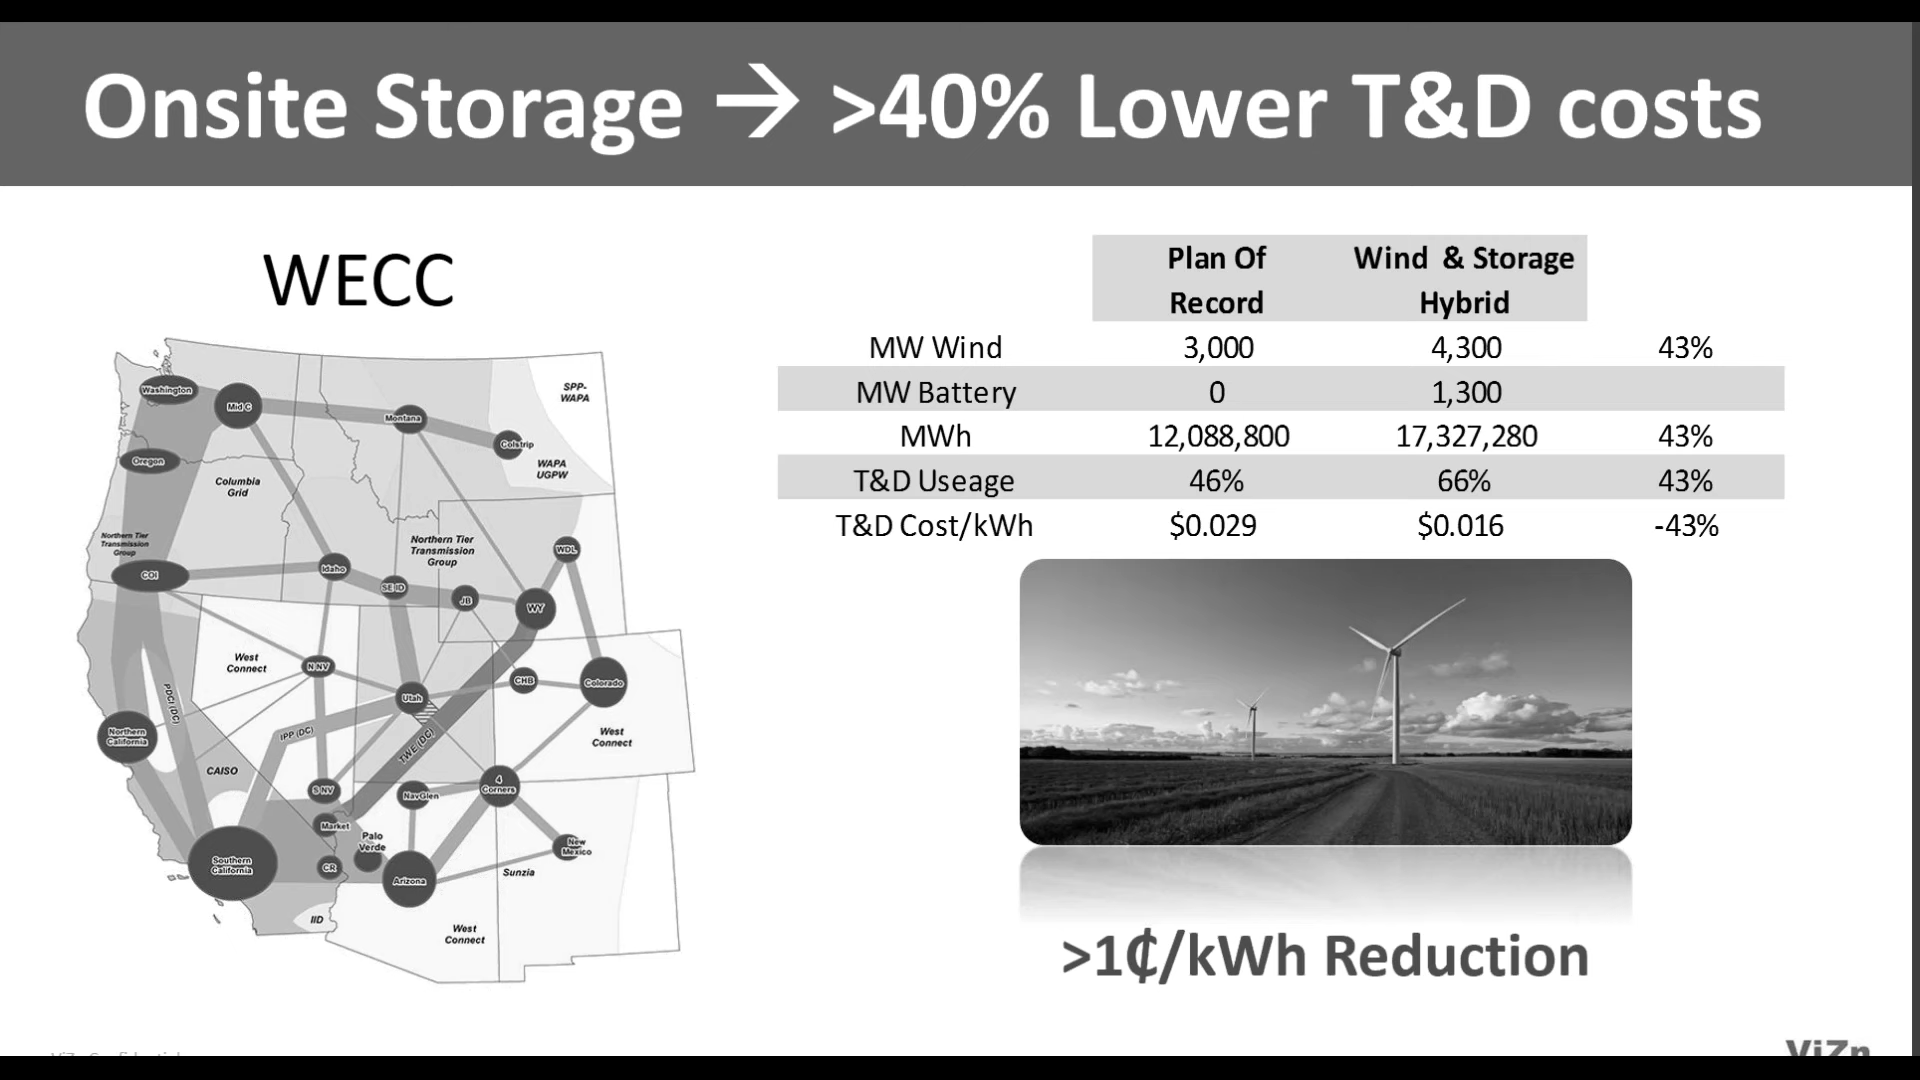 Onsite Storage → >40% Lower T&D costs
WECC
Plan Of Record Wind & Storage Hybrid
MW Wind 3,000 4,300 43%
MW Battery 0 1,300
MWh 12,088,800 17,327,280 43%
T&D Useage 46% 66% 43%
T&D Cost/kWh $0.029 $0.016 -43%
>1₵/kWh Reduction
Washington
Mid C
Montana
Colstrip
SPP-
WAPA
WAPA
UGPW
Oregon
Columbia
Grid
Northern Tier
Transmission
Group
Northern Tier
Transmission
Group
WDL
COI
Idaho
SE ID
JB
WY
West
Connect
N NV
Utah
CHB
Colorado
PDCI (DC)
IPP (DC)
TWE (DC)
Northern
California
West
Connect
CAISO
S NV
NavGlen
4
Corners
Market
Palo
Verde
New
Mexico
Southern
California
CR
Arizona
Sunzia
IID
West
Connect
ViZn